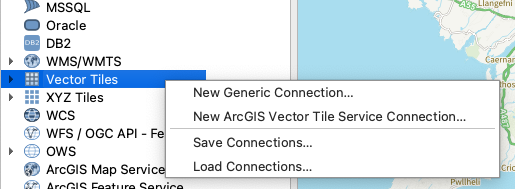 MSSQL
Oracle
DB2
DB2
WMS/WMTS
Vector Tiles
XYZ Tiles
WCS
WFS / OGC API - Fe
OWS
ArcGIS Map Service
ArcGIS Feature Service
New Generic Connection...
New ArcGIS Vector Tile Service Connection...
Save Connections...
Load Connections...
Llangefni
A55
Caernar
A487
Pwllheli